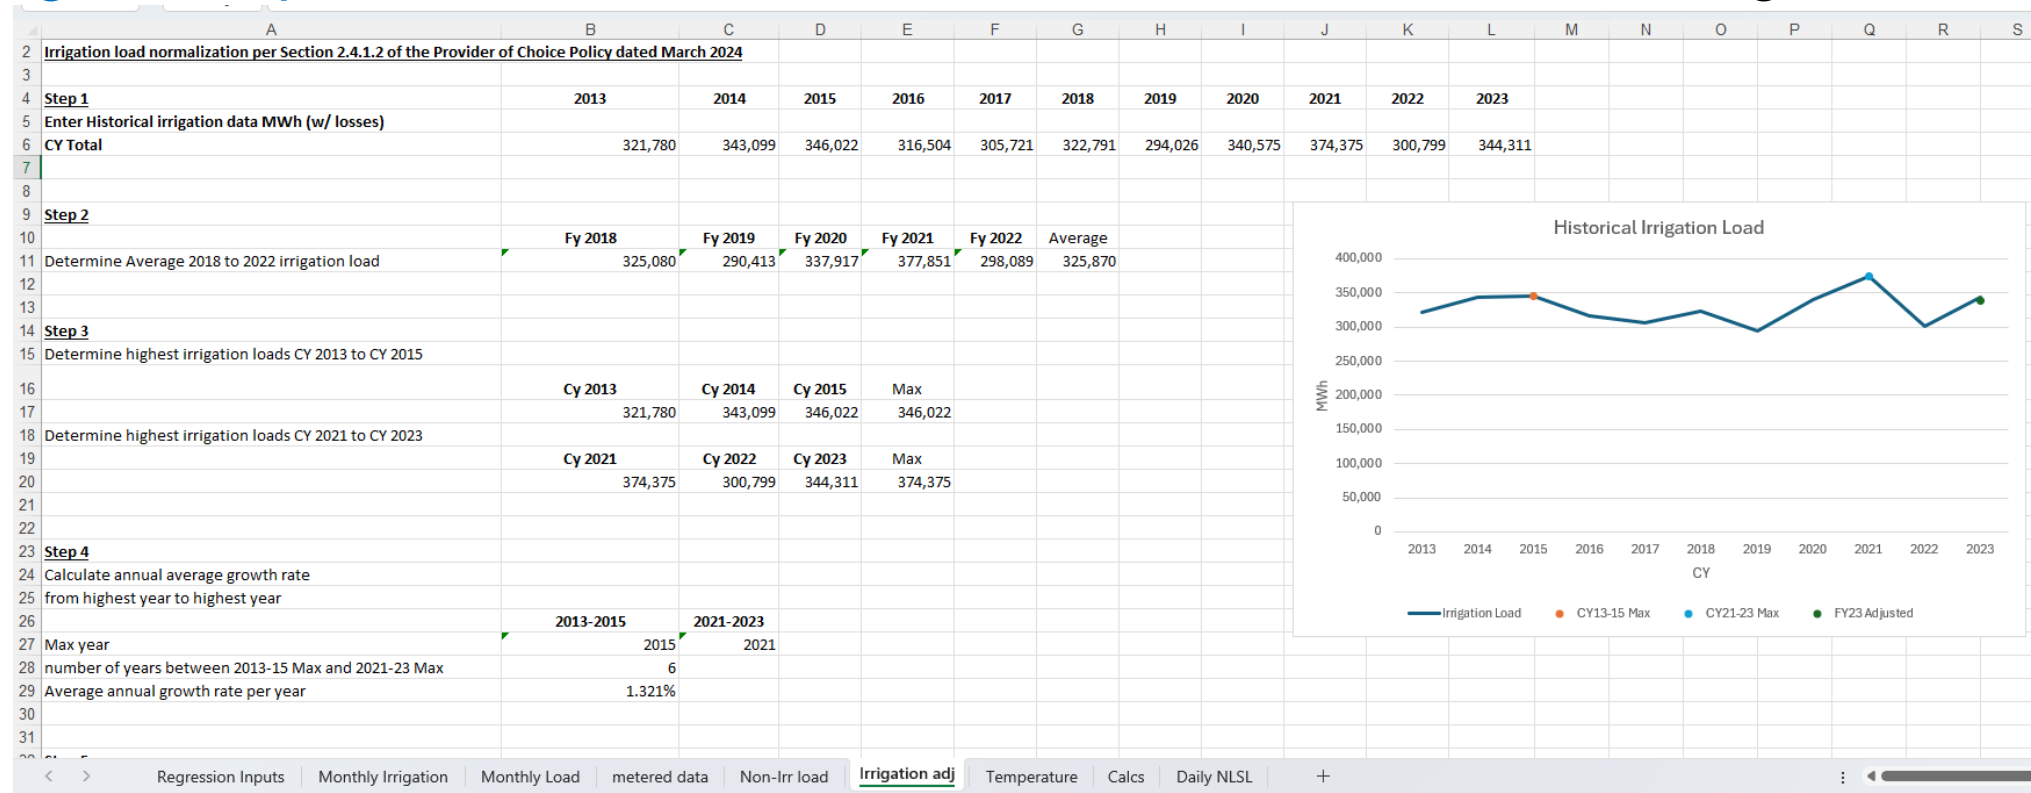 A B C D E F G H I J K L M N O P Q R S
2 Irrigation load normalization per Section 2.4.1.2 of the Provider of Choice Policy dated March 2024
3
4 Step 1 2013 2014 2015 2016 2017 2018 2019 2020 2021 2022 2023
5 Enter Historical irrigation data MWh (w/ losses)
6 CY Total 321,780 343,099 346,022 316,504 305,721 322,791 294,026 340,575 374,375 300,799 344,311
7
8
9 Step 2
10 Fy 2018 Fy 2019 Fy 2020 Fy 2021 Fy 2022 Average
11 Determine Average 2018 to 2022 irrigation load 325,080 290,413 337,917 377,851 298,089 325,870
12
13
14 Step 3
15 Determine highest irrigation loads CY 2013 to CY 2015
16 Cy 2013 Cy 2014 Cy 2015 Max
17 321,780 343,099 346,022 346,022
18 Determine highest irrigation loads CY 2021 to CY 2023
19 Cy 2021 Cy 2022 Cy 2023 Max
20 374,375 300,799 344,311 374,375
21
22
23 Step 4
24 Calculate annual average growth rate
25 from highest year to highest year
26 2013-2015 2021-2023
27 Max year 2015 2021
28 number of years between 2013-15 Max and 2021-23 Max 6
29 Average annual growth rate per year 1.321%
30
31
Historical Irrigation Load
400,000
350,000
300,000
250,000
200,000
150,000
100,000
50,000
0
MWh
2013 2014 2015 2016 2017 2018 2019 2020 2021 2022 2023
CY
Irrigation Load CY13-15 Max CY21-23 Max FY23 Adjusted
Regression Inputs Monthly Irrigation Monthly Load metered data Non-Irr load Irrigation adj Temperature Calcs Daily NLSL +